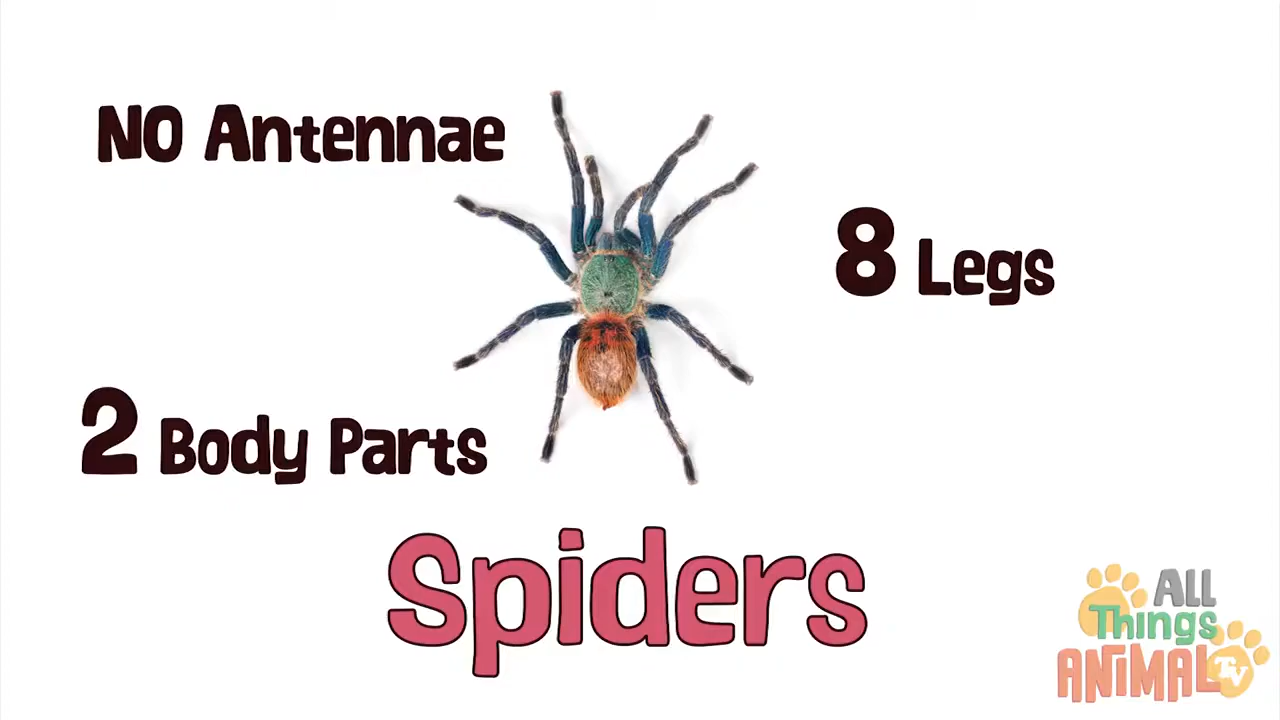 NO Antennae
8 Legs
2 Body Parts
Spiders
All
Things
ANiMAL TV